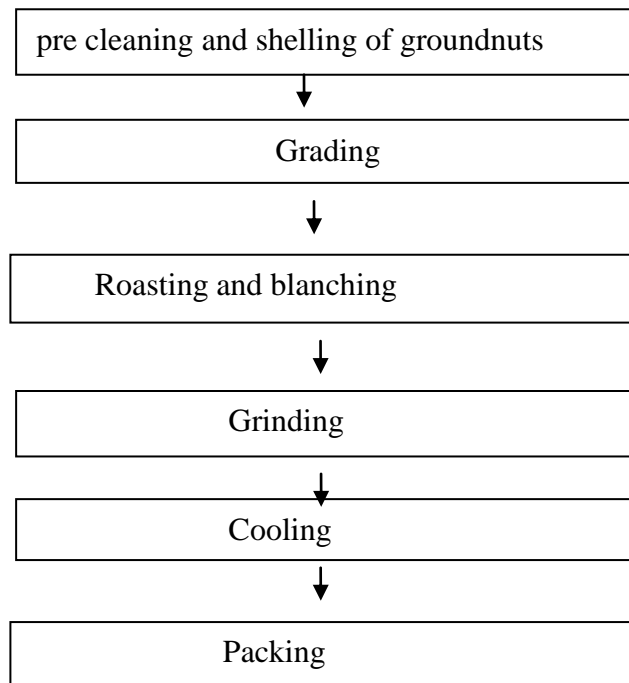 pre cleaning and shelling of groundnuts
Grading
Roasting and blanching
Grinding
Cooling
Packing